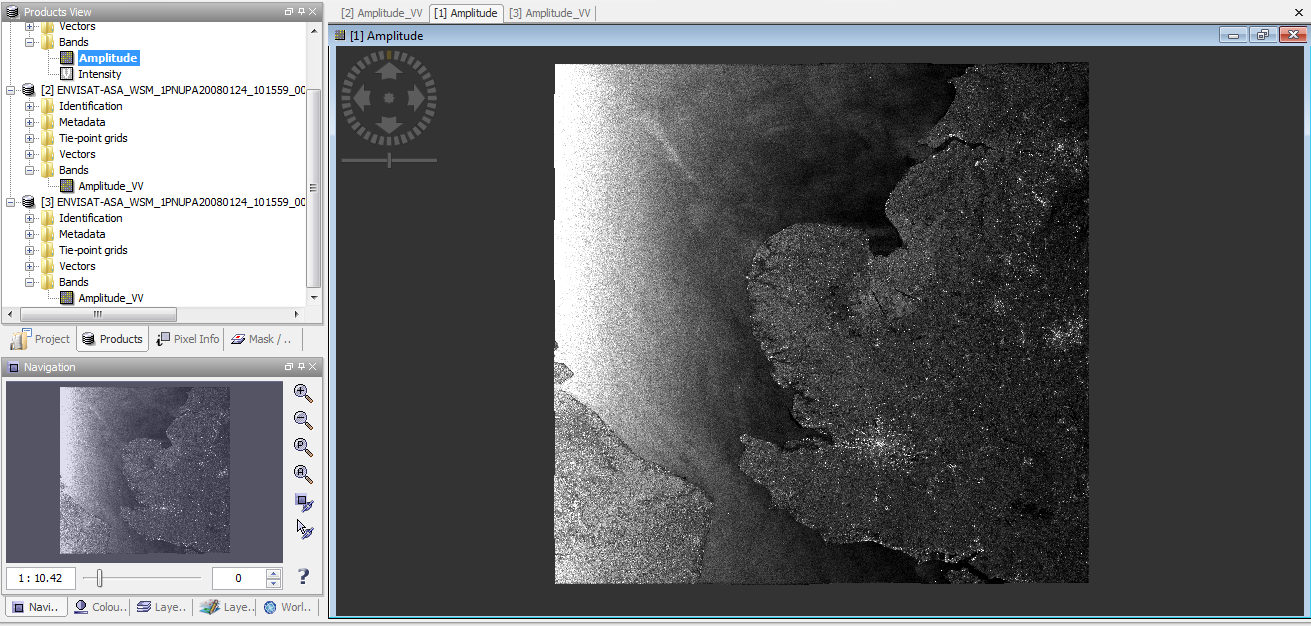 Products View
Vectors
Bands
Amplitude
Intensity
[2] ENVISAT-ASA_WSM_1PNUPA20080124_101559_00
Identification
Metadata
Tie-point grids
Vectors
Bands
Amplitude_VV
[3] ENVISAT-ASA_WSM_1PNUPA20080124_101559_00
Identification
Metadata
Tie-point grids
Vectors
Bands
Amplitude_VV
Project
Products
Pixel Info
Mask / ..
Navigation
1 : 10.42
0
?
Navi..
Colou..
Laye..
Laye..
Worl..
[2] Amplitude_VV
[1] Amplitude
[3] Amplitude_VV
[1] Amplitude